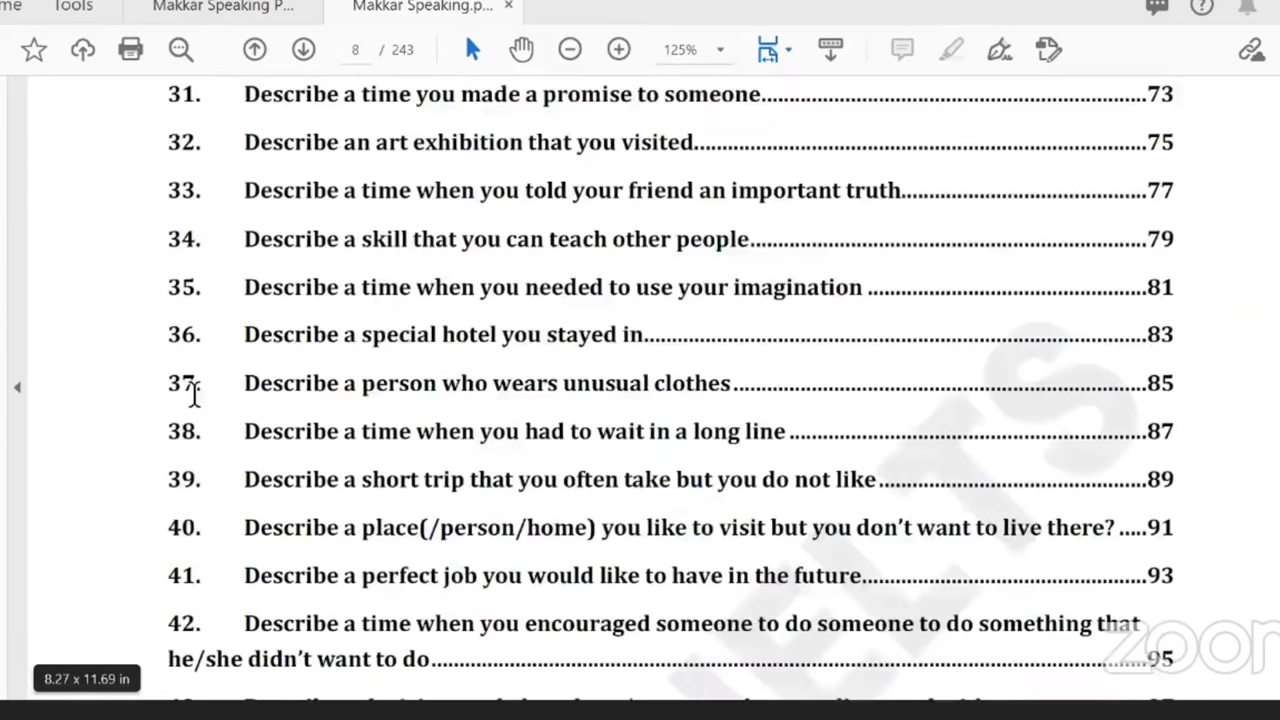 me Tools Makkar Speaking P... Makkar Speaking.p... ×
8 / 243 125%
31. Describe a time you made a promise to someone....73
32. Describe an art exhibition that you visited....75
33. Describe a time when you told your friend an important truth....77
34. Describe a skill that you can teach other people....79
35. Describe a time when you needed to use your imagination ....81
36. Describe a special hotel you stayed in....83
37. Describe a person who wears unusual clothes....85
38. Describe a time when you had to wait in a long line ....87
39. Describe a short trip that you often take but you do not like....89
40. Describe a place(/person/home) you like to visit but you don't want to live there? .....91
41. Describe a perfect job you would like to have in the future....93
42. Describe a time when you encouraged someone to do someone to do something that
he/she didn't want to do....95
8.27 x 11.69 in
IELTS
zoom